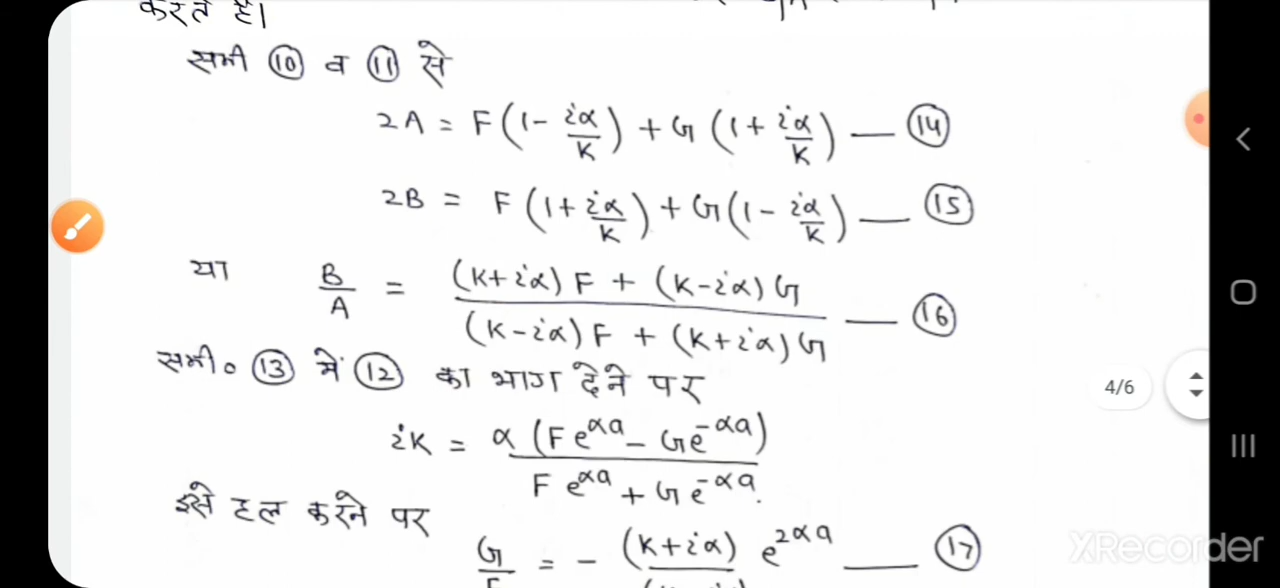 करते है।
समी (10) व (11) से
2A = F(1 - iα/K) + G(1 + iα/K) — (14)
2B = F(1 + iα/K) + G(1 - iα/K) — (15)
या B/A = (K+iα)F + (K-iα)G / (K-iα)F + (K+iα)G — (16)
समी० (13) में (12) का भाग देने पर
4/6
iK = α(Fe^αa - Ge^-αa) / Fe^αa + Ge^-αa.
इसे हल करने पर
G/F = - (K+iα) e^2αa — (17)
XRecorder